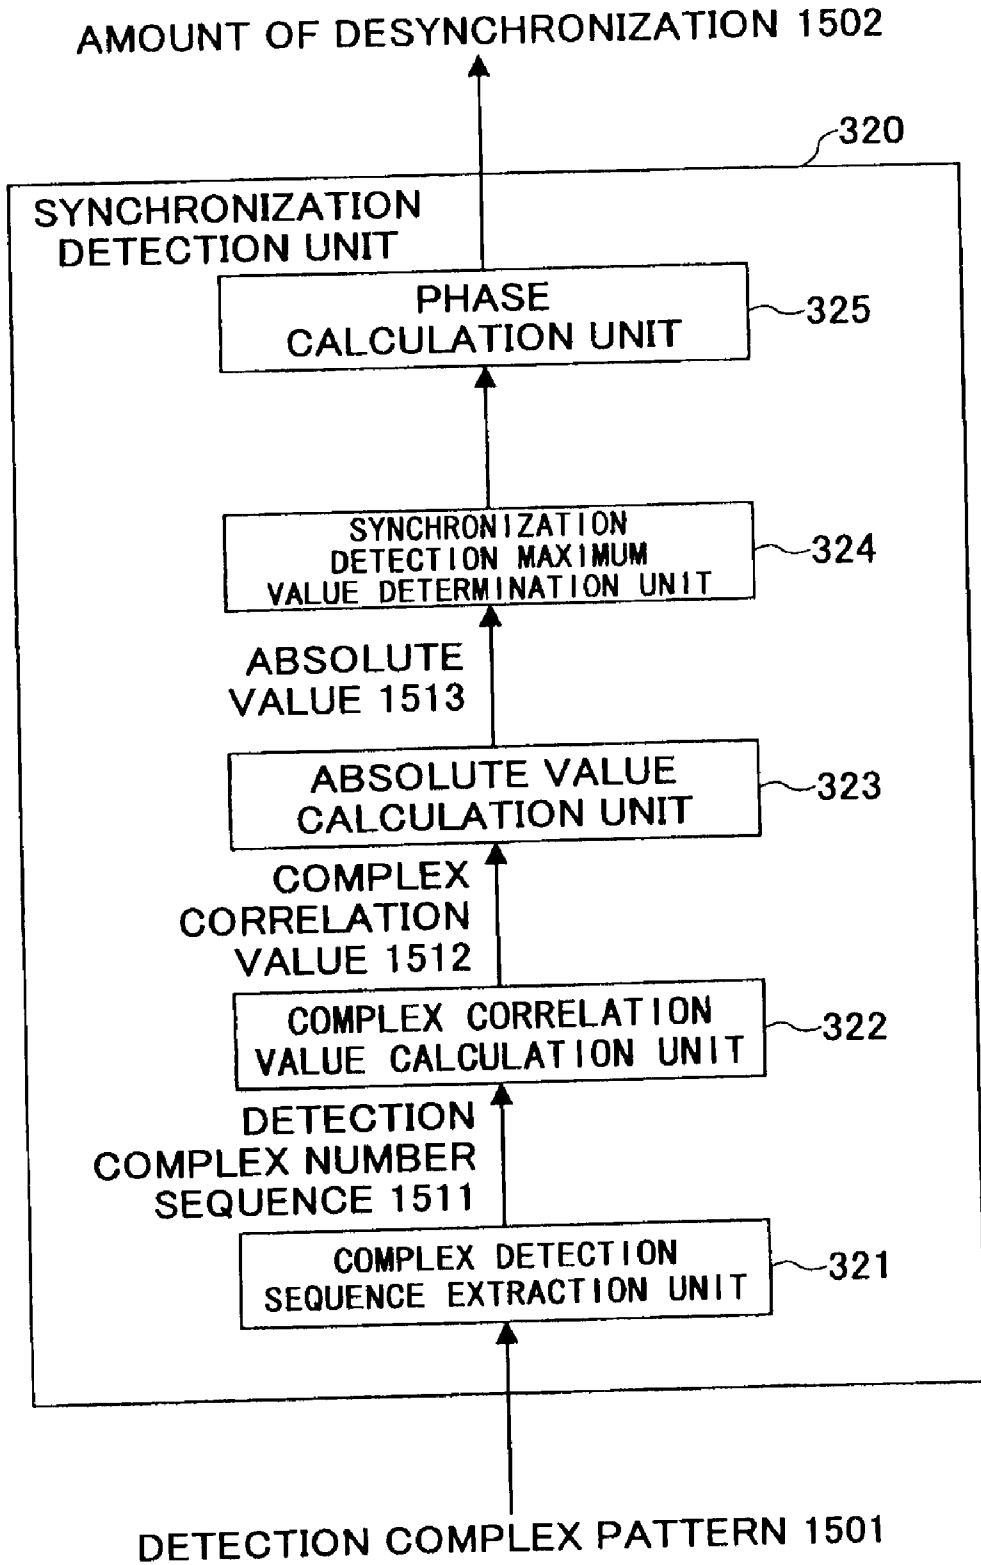 AMOUNT OF DESYNCHRONIZATION 1502
320
SYNCHRONIZATION
DETECTION UNIT
PHASE
CALCULATION UNIT
325
SYNCHRONIZATION
DETECTION MAXIMUM
VALUE DETERMINATION UNIT
324
ABSOLUTE
VALUE 1513
ABSOLUTE VALUE
CALCULATION UNIT
323
COMPLEX
CORRELATION
VALUE 1512
COMPLEX CORRELATION
VALUE CALCULATION UNIT
322
DETECTION
COMPLEX NUMBER
SEQUENCE 1511
COMPLEX DETECTION
SEQUENCE EXTRACTION UNIT
321
DETECTION COMPLEX PATTERN 1501